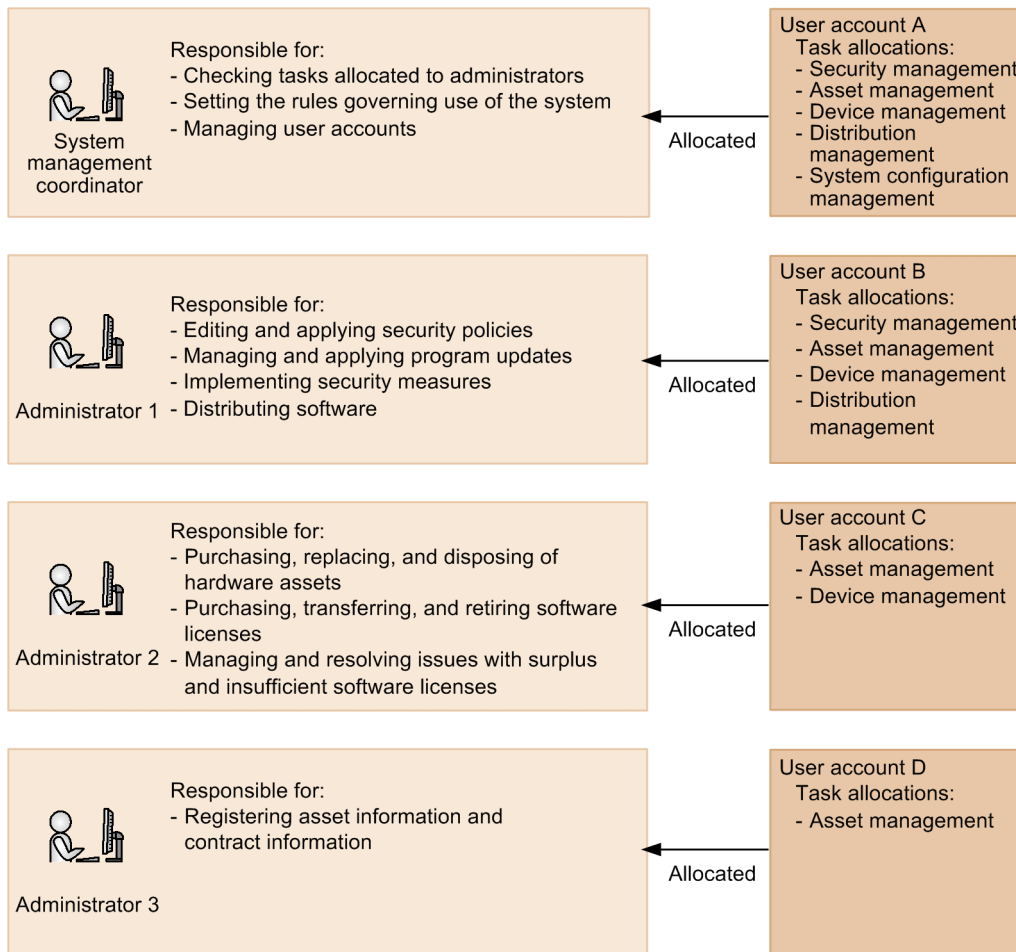 Responsible for:
- Checking tasks allocated to administrators
- Setting the rules governing use of the system
- Managing user accounts
System
management
coordinator
Allocated
User account A
Task allocations:
- Security management
- Asset management
- Device management
- Distribution
management
- System configuration
management
Responsible for:
- Editing and applying security policies
- Managing and applying program updates
- Implementing security measures
- Distributing software
Administrator 1
Allocated
User account B
Task allocations:
- Security management
- Asset management
- Device management
- Distribution
management
Responsible for:
- Purchasing, replacing, and disposing of
hardware assets
- Purchasing, transferring, and retiring software
licenses
- Managing and resolving issues with surplus
and insufficient software licenses
Administrator 2
Allocated
User account C
Task allocations:
- Asset management
- Device management
Responsible for:
- Registering asset information and
contract information
Administrator 3
Allocated
User account D
Task allocations:
- Asset management